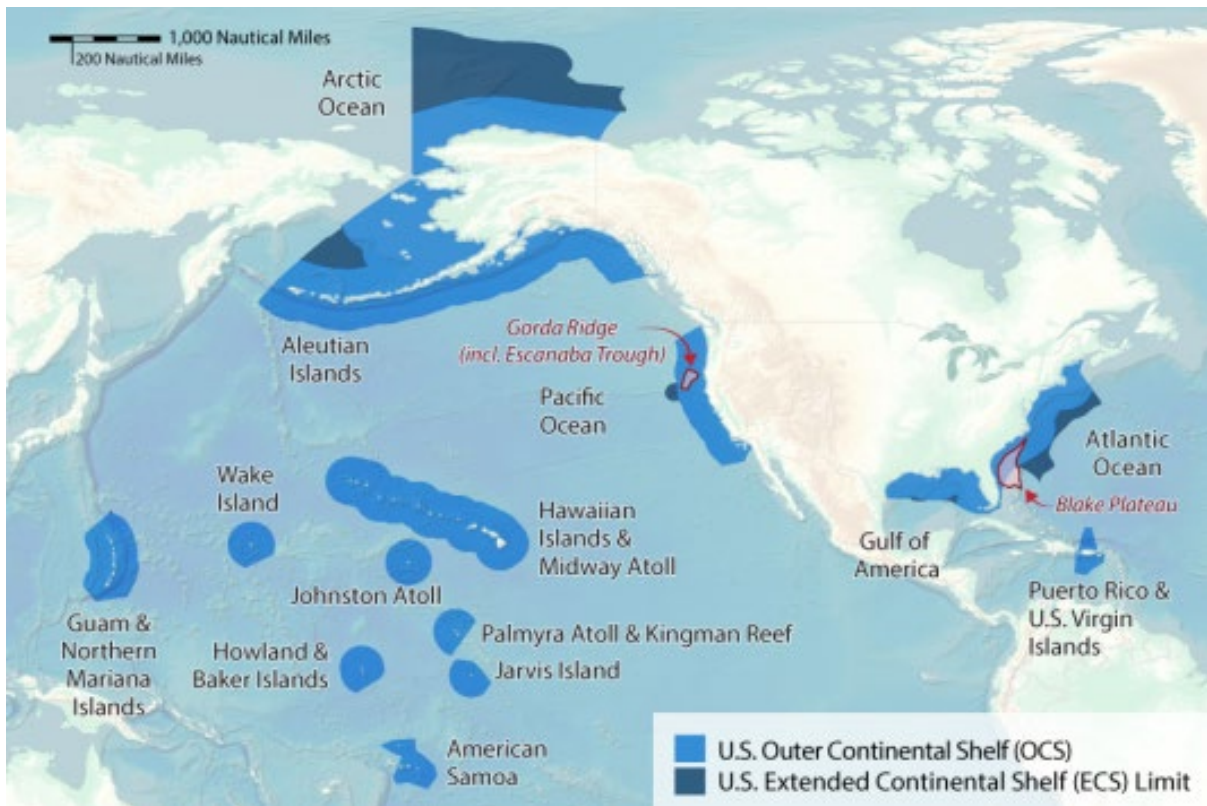 1,000 Nautical Miles
200 Nautical Miles
Arctic
Ocean
Aleutian
Islands
Gorda Ridge
(incl. Escanaba Trough)
Pacific
Ocean
Atlantic
Ocean
Blake Plateau
Wake
Island
Hawaiian
Islands &
Midway Atoll
Gulf of
America
Johnston Atoll
Puerto Rico &
U.S. Virgin
Islands
Guam &
Northern
Mariana
Islands
Howland &
Baker Islands
Palmyra Atoll & Kingman Reef
Jarvis Island
American
Samoa
U.S. Outer Continental Shelf (OCS)
U.S. Extended Continental Shelf (ECS) Limit